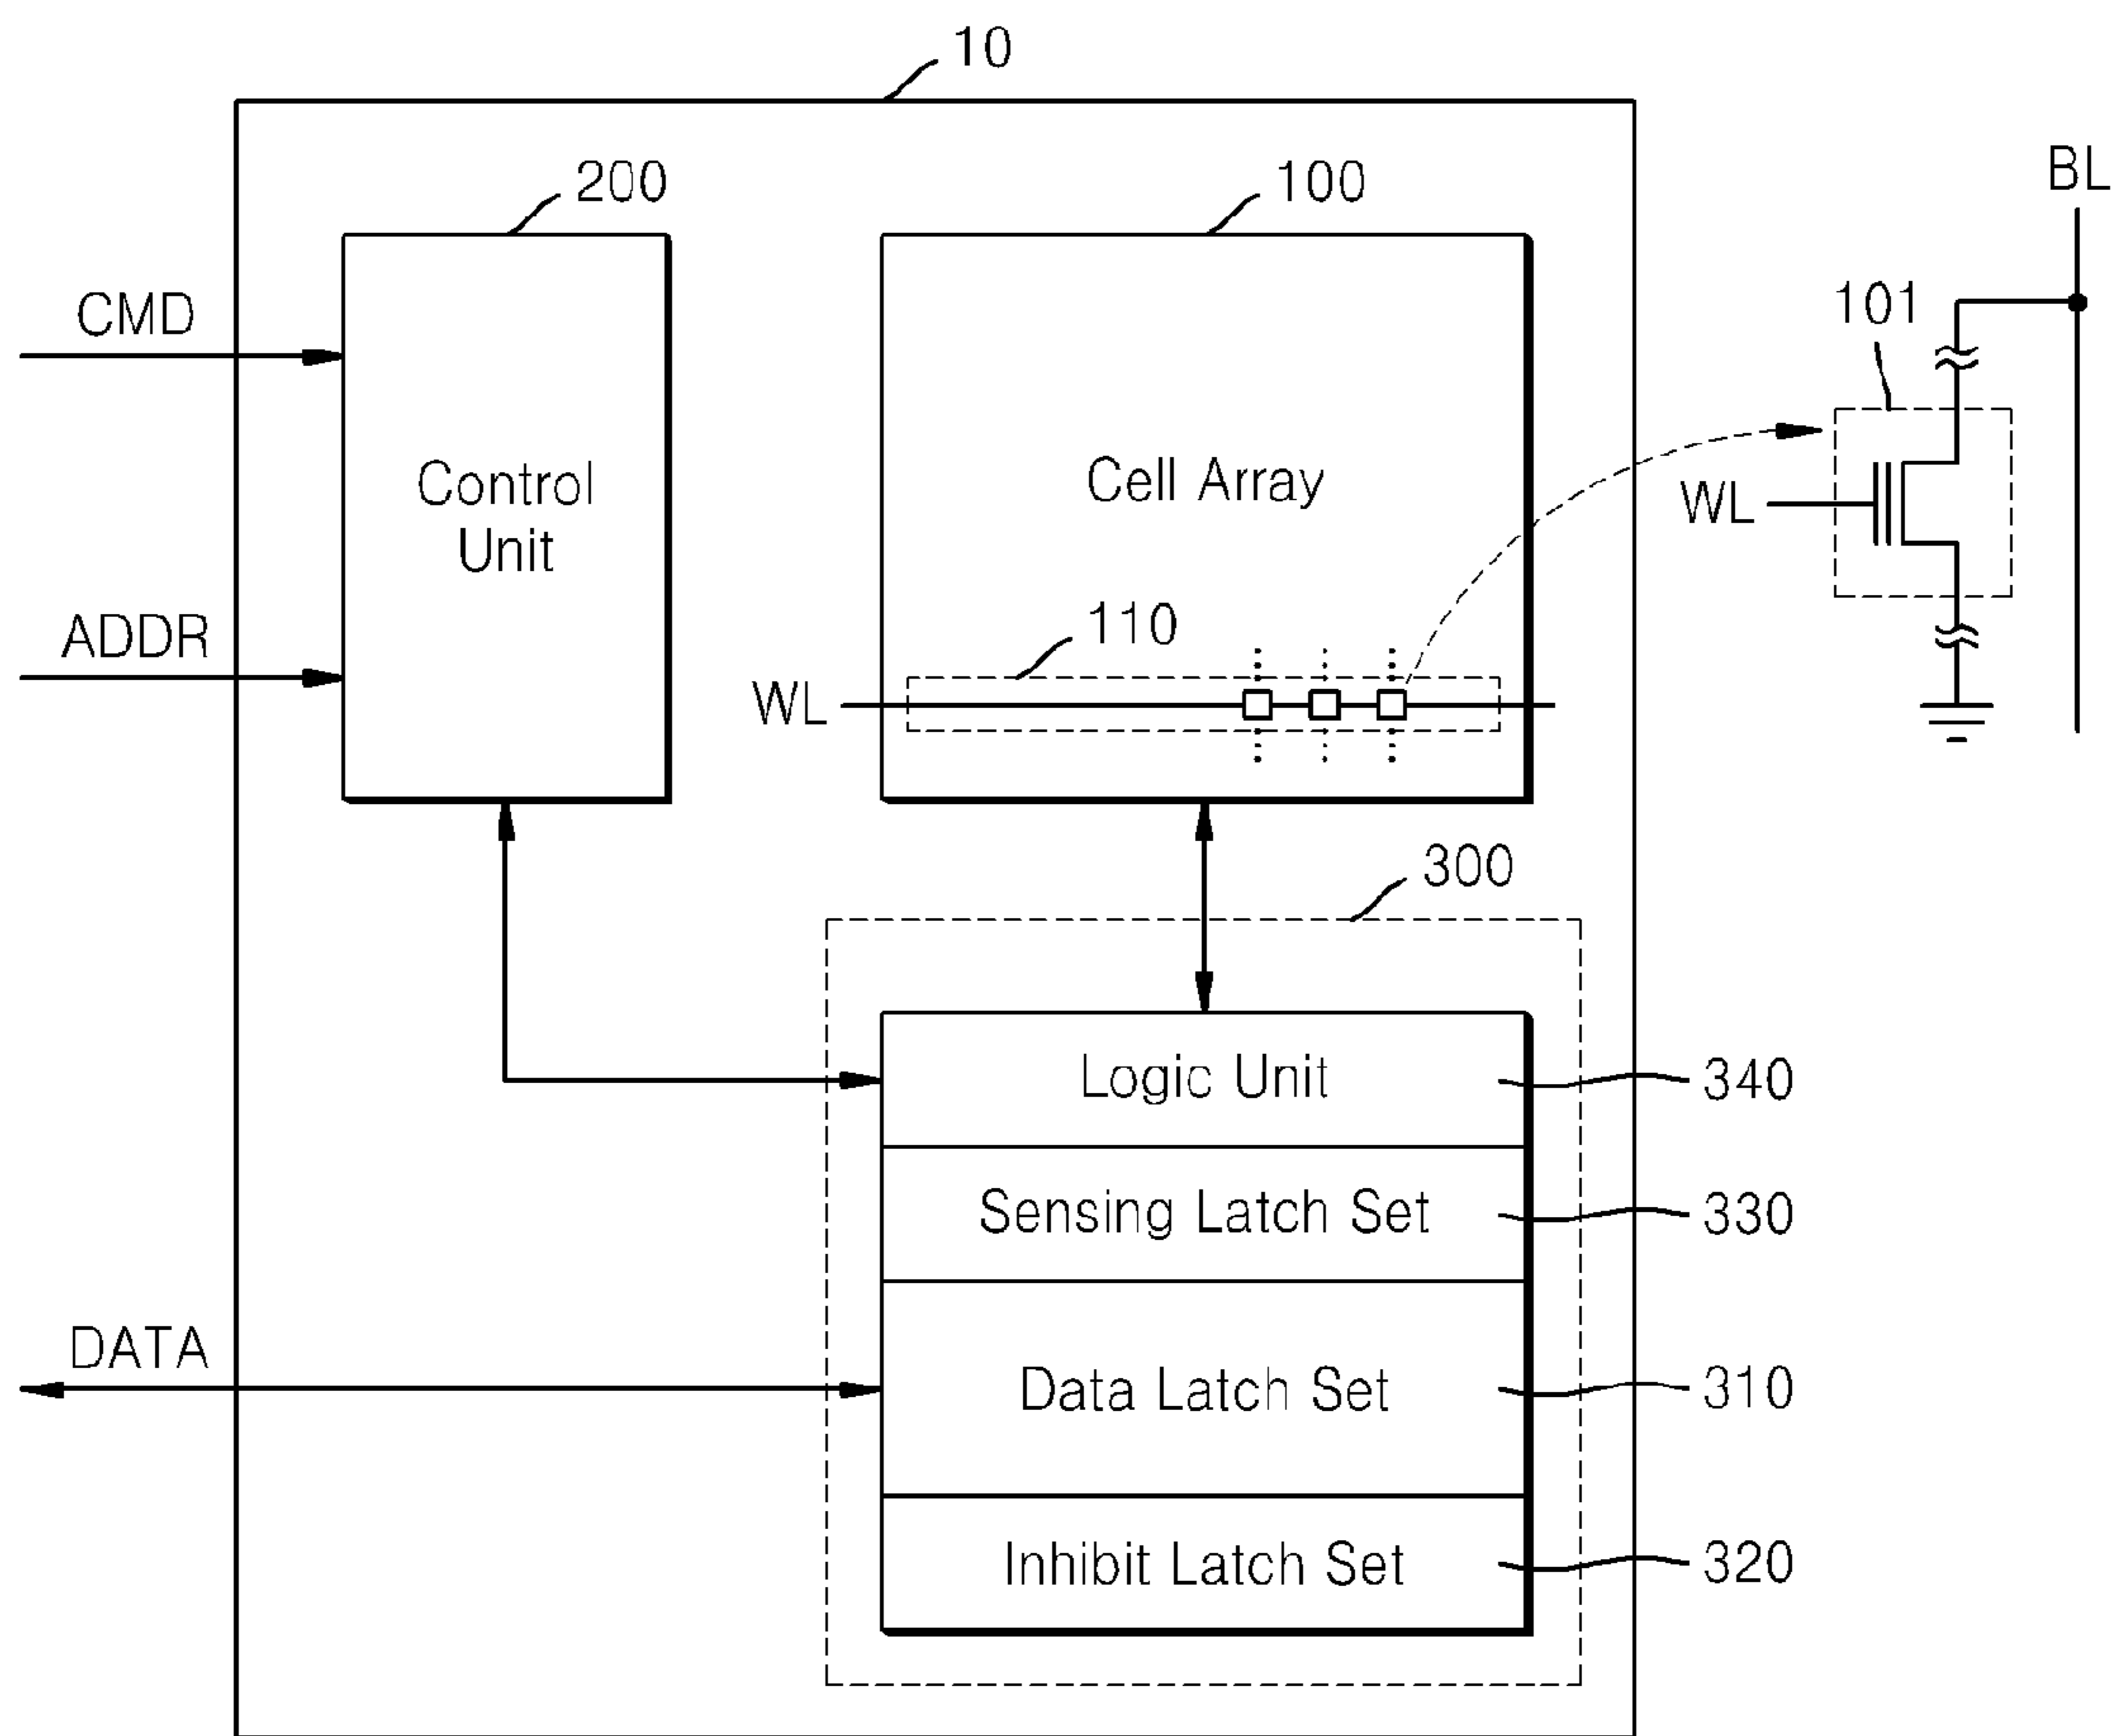 10
200
100
BL
CMD
101
Control
Unit
Cell Array
WL
ADDR
110
WL
300
Logic Unit
340
Sensing Latch Set
330
DATA
Data Latch Set
310
Inhibit Latch Set
320